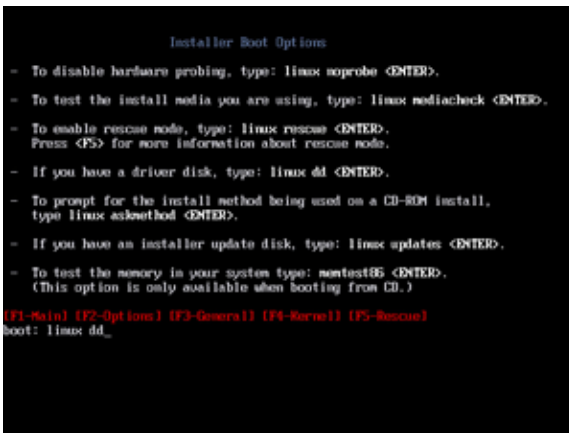 Installer Boot Options
- To disable hardware probing, type: linux noprobe <ENTER>.
- To test the install media you are using, type: linux mediacheck <ENTER>.
- To enable rescue mode, type: linux rescue <ENTER>.
Press <F5> for more information about rescue mode.
- If you have a driver disk, type: linux dd <ENTER>.
- To prompt for the install method being used on a CD-ROM install,
type linux askmethod <ENTER>.
- If you have an installer update disk, type: linux updates <ENTER>.
- To test the memory in your system type: memtest86 <ENTER>.
(This option is only available when booting from CD.)
[F1-Main] [F2-Options] [F3-General] [F4-Kernel] [F5-Rescue]
boot: linux dd_